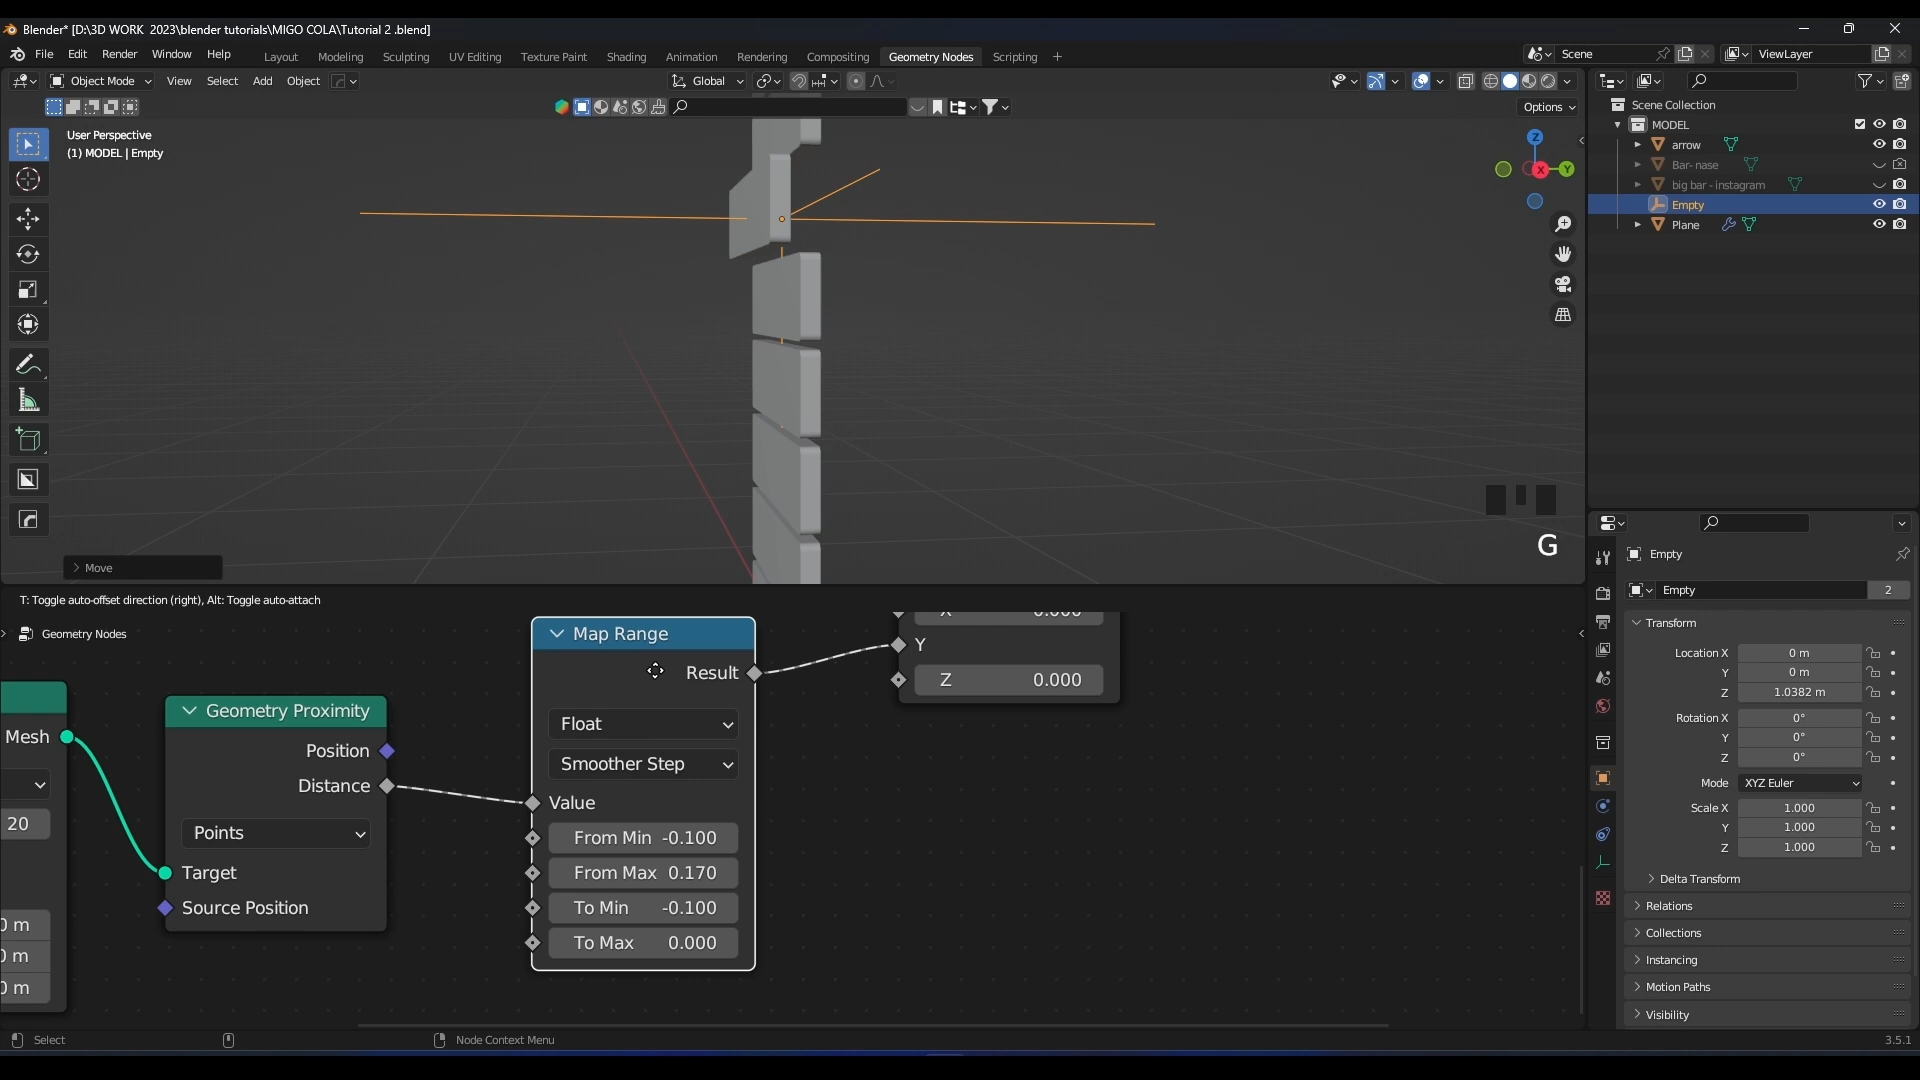 Blender* [D:\3D WORK 2023\blender tutorials\MIGO COLA\Tutorial 2 .blend]
File Edit Render Window Help
Layout Modeling Sculpting UV Editing Texture Paint Shading Animation Rendering Compositing Geometry Nodes Scripting +
Scene
ViewLayer
Object Mode View Select Add Object
Global
Options
User Perspective
(1) MODEL | Empty
Z
X
Y
Scene Collection
MODEL
arrow
Bar- nase
big bar - instagram
Empty
Plane
G
> Move
T: Toggle auto-offset direction (right), Alt: Toggle auto-attach
Geometry Nodes
Mesh
20
0 m
0 m
0 m
Geometry Proximity
Position
Distance
Points
Target
Source Position
Map Range
Result
Float
Smoother Step
Value
From Min -0.100
From Max 0.170
To Min -0.100
To Max 0.000
X 0.000
Y
Z 0.000
Empty
Empty 2
Transform
Location X 0 m
Y 0 m
Z 1.0382 m
Rotation X 0°
Y 0°
Z 0°
Mode XYZ Euler
Scale X 1.000
Y 1.000
Z 1.000
Delta Transform
Relations
Collections
Instancing
Motion Paths
Visibility
Select
Node Context Menu
3.5.1